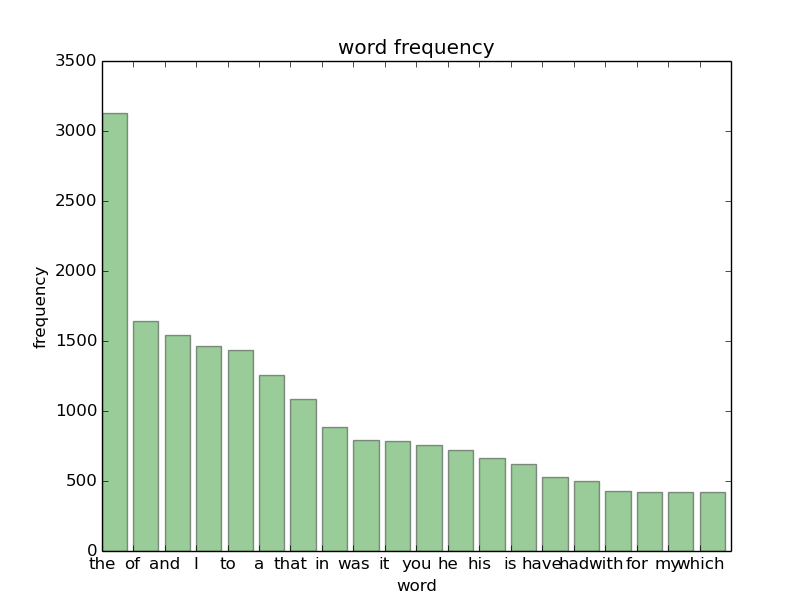 word frequency
3500
3000
2500
2000
1500
1000
500
0
frequency
the of and I to a that in was it you he his is have had with for my which
word